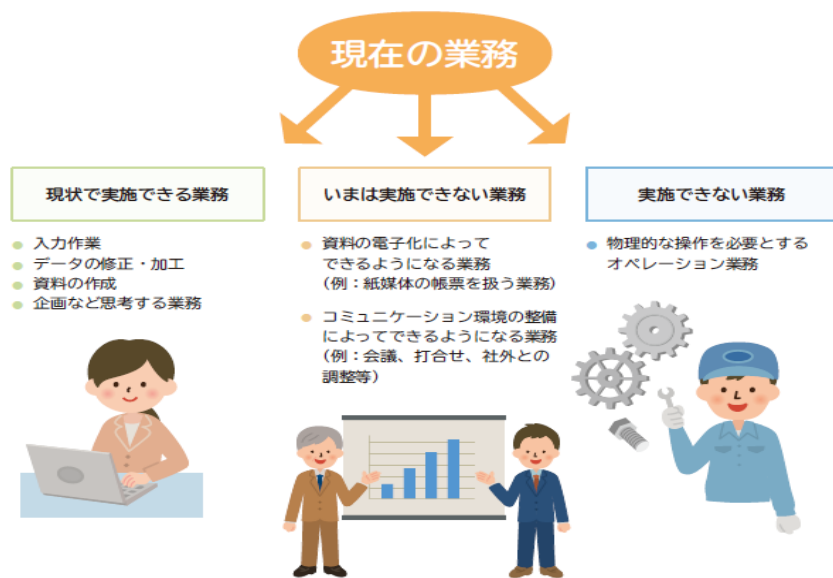 現在の業務
現状で実施できる業務
入力作業
データの修正・加工
資料の作成
企画など思考する業務
いまは実施できない業務
資料の電子化によって
できるようになる業務
(例：紙媒体の帳票を扱う業務)
コミュニケーション環境の整備
によってできるようになる業務
(例：会議、打合せ、社外との
調整等)
実施できない業務
物理的な操作を必要とする
オペレーション業務